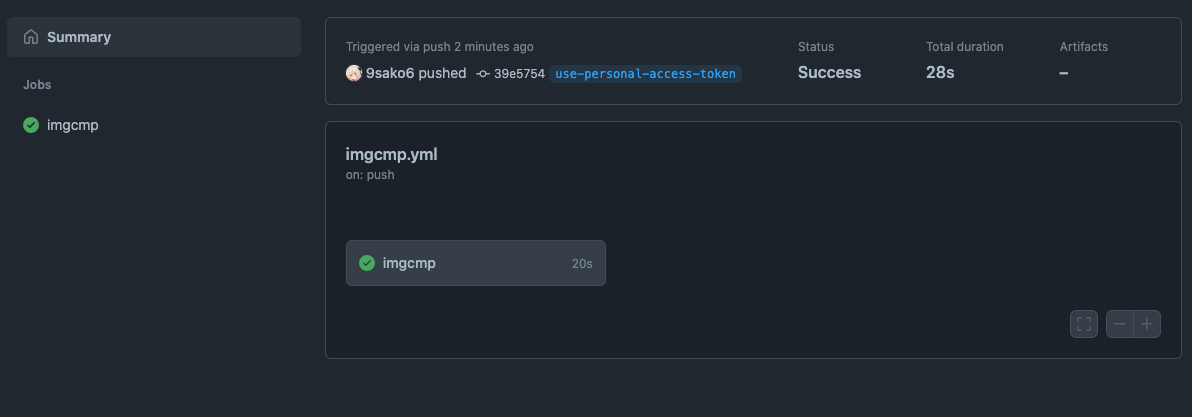 Summary
Jobs
imgcmp
Triggered via push 2 minutes ago
9sako6 pushed 39e5754 use-personal-access-token
Status
Success
Total duration
28s
Artifacts
–
imgcmp.yml
on: push
imgcmp 20s